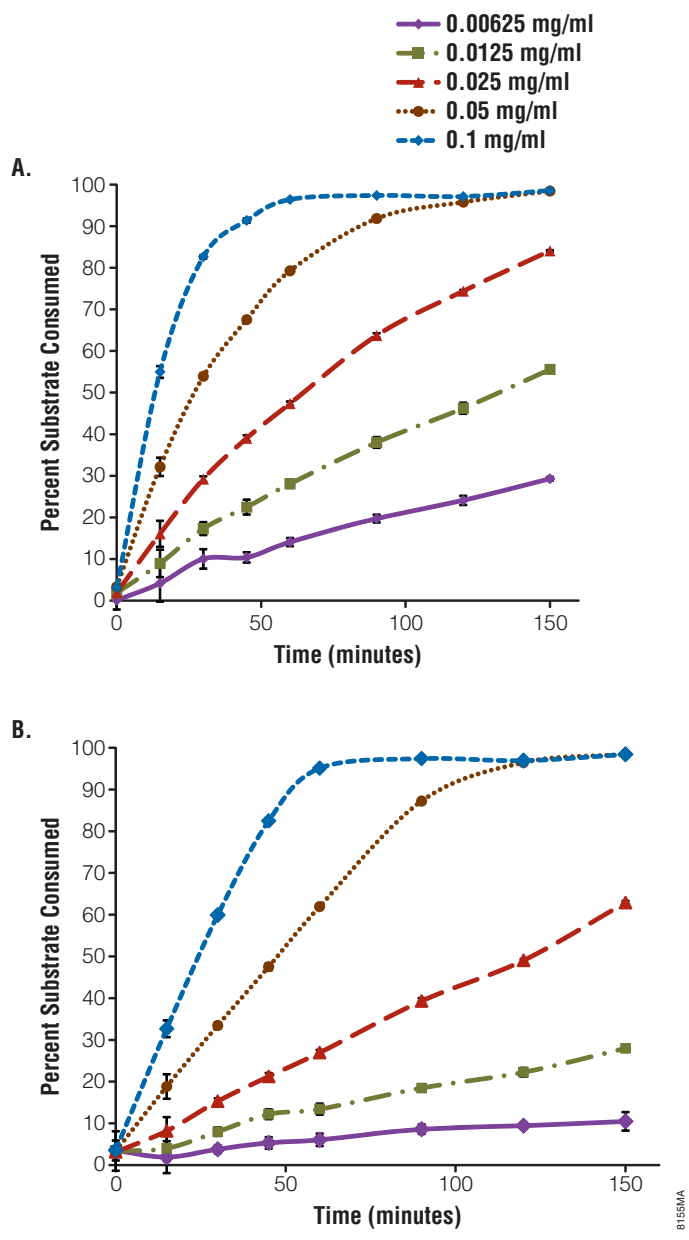 0.00625 mg/ml
0.0125 mg/ml
0.025 mg/ml
0.05 mg/ml
0.1 mg/ml
A.
Percent Substrate Consumed
100
90
80
70
60
50
40
30
20
10
0
0 50 100 150
Time (minutes)
B.
Percent Substrate Consumed
100
90
80
70
60
50
40
30
20
10
0
0 50 100 150
Time (minutes)
8155MA